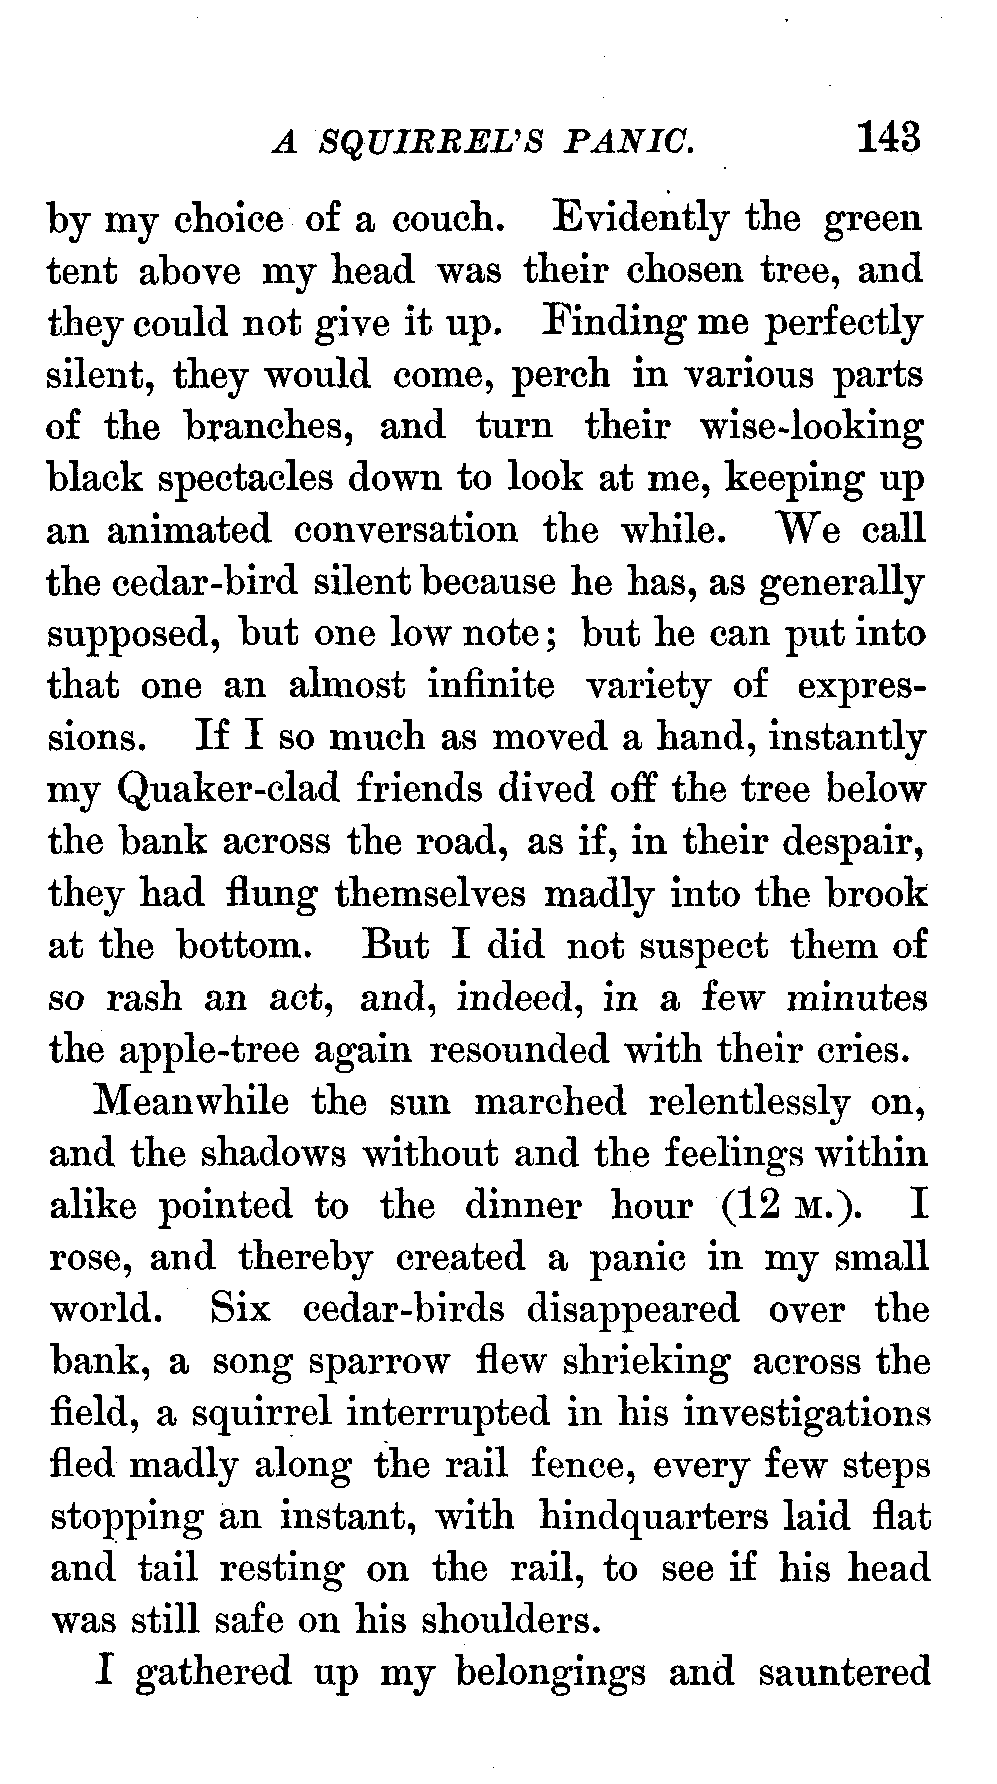 A SQUIRREL'S PANIC. 143
by my choice of a couch. Evidently the green
tent above my head was their chosen tree, and
they could not give it up. Finding me perfectly
silent, they would come, perch in various parts
of the branches, and turn their wise-looking
black spectacles down to look at me, keeping up
an animated conversation the while. We call
the cedar-bird silent because he has, as generally
supposed, but one low note; but he can put into
that one an almost infinite variety of expres-
sions. If I so much as moved a hand, instantly
my Quaker-clad friends dived off the tree below
the bank across the road, as if, in their despair,
they had flung themselves madly into the brook
at the bottom. But I did not suspect them of
so rash an act, and, indeed, in a few minutes
the apple-tree again resounded with their cries.
Meanwhile the sun marched relentlessly on,
and the shadows without and the feelings within
alike pointed to the dinner hour (12 M.). I
rose, and thereby created a panic in my small
world. Six cedar-birds disappeared over the
bank, a song sparrow flew shrieking across the
field, a squirrel interrupted in his investigations
fled madly along the rail fence, every few steps
stopping an instant, with hindquarters laid flat
and tail resting on the rail, to see if his head
was still safe on his shoulders.
I gathered up my belongings and sauntered